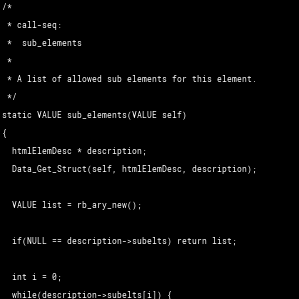 /*
 * call-seq:
 *  sub_elements
 *
 * A list of allowed sub elements for this element.
 */
static VALUE sub_elements(VALUE self)
{
  htmlElemDesc * description;
  Data_Get_Struct(self, htmlElemDesc, description);

  VALUE list = rb_ary_new();

  if(NULL == description->subelts) return list;

  int i = 0;
  while(description->subelts[i]) {